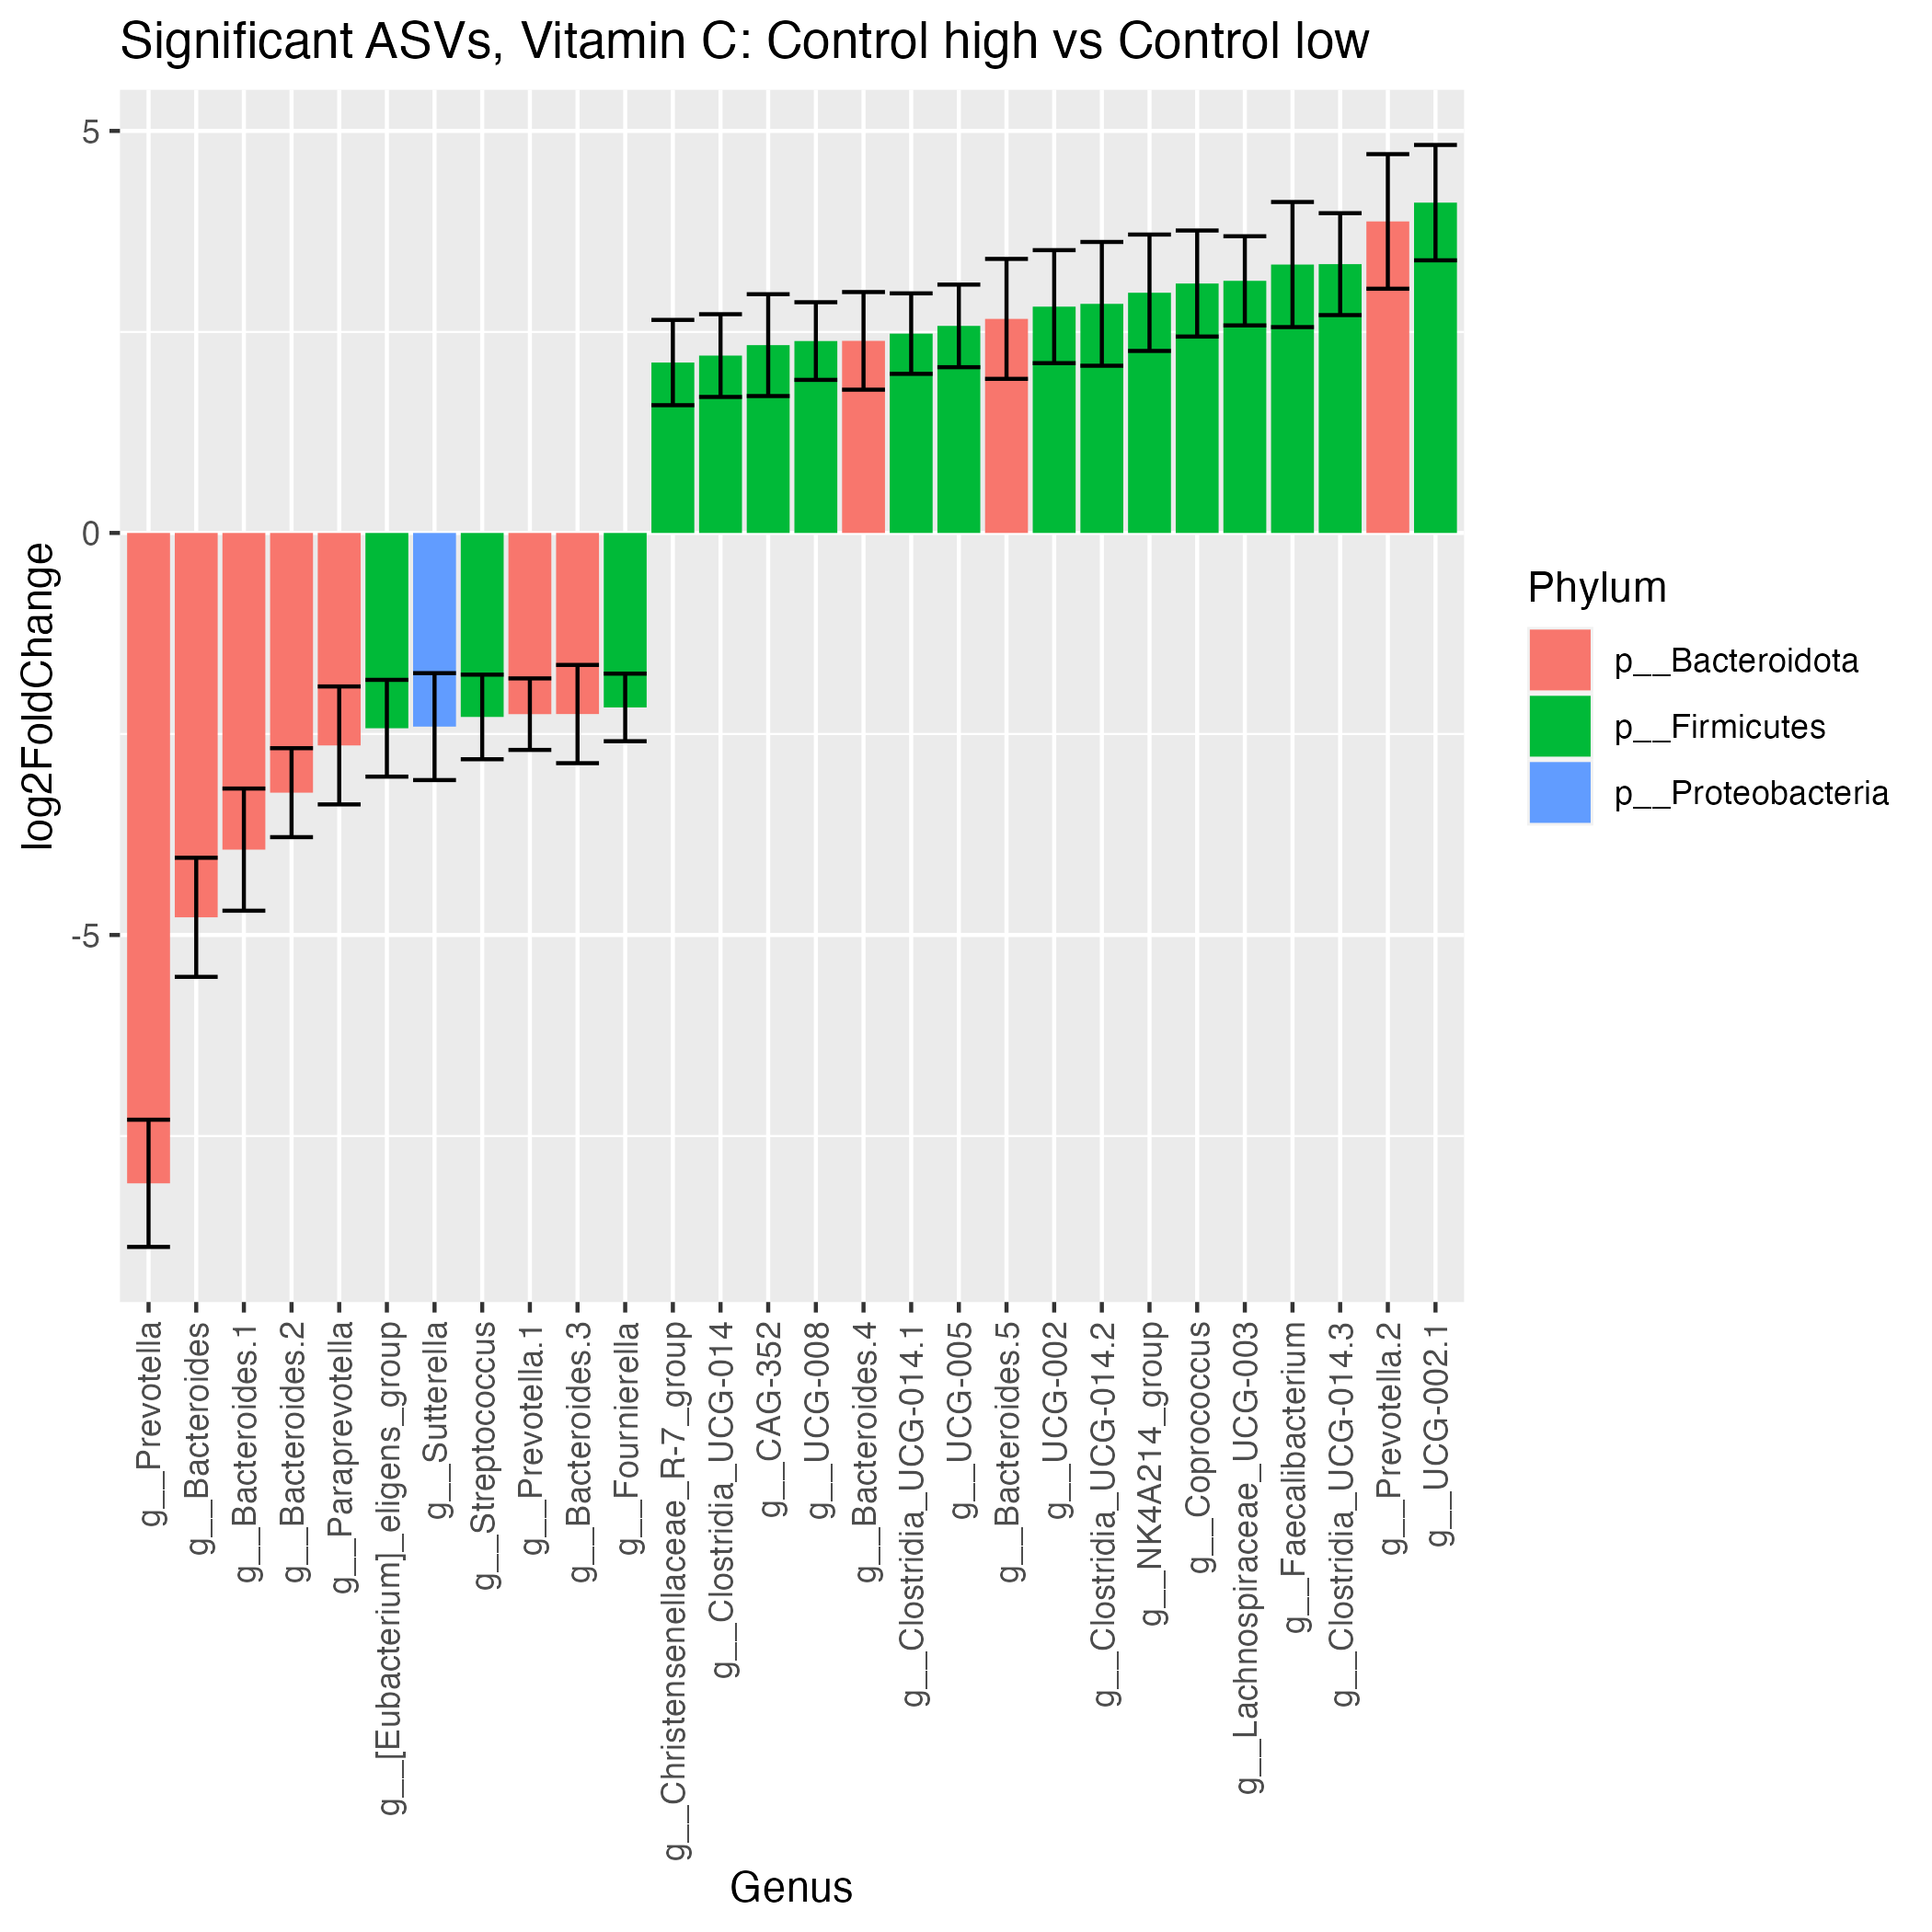 Significant ASVs, Vitamin C: Control high vs Control low
5
0
-5
log2FoldChange
g__Prevotella
g__Bacteroides
g__Bacteroides.1
g__Bacteroides.2
g__Paraprevotella
g__[Eubacterium]_eligens_group
g__Sutterella
g__Streptococcus
g__Prevotella.1
g__Bacteroides.3
g__Fournierella
g__Christensenellaceae_R-7_group
g__Clostridia_UCG-014
g__CAG-352
g__UCG-008
g__Bacteroides.4
g__Clostridia_UCG-014.1
g__UCG-005
g__Bacteroides.5
g__UCG-002
g__Clostridia_UCG-014.2
g__NK4A214_group
g__Coprococcus
g__Lachnospiraceae_UCG-003
g__Faecalibacterium
g__Clostridia_UCG-014.3
g__Prevotella.2
g__UCG-002.1
Genus
Phylum
p__Bacteroidota
p__Firmicutes
p__Proteobacteria